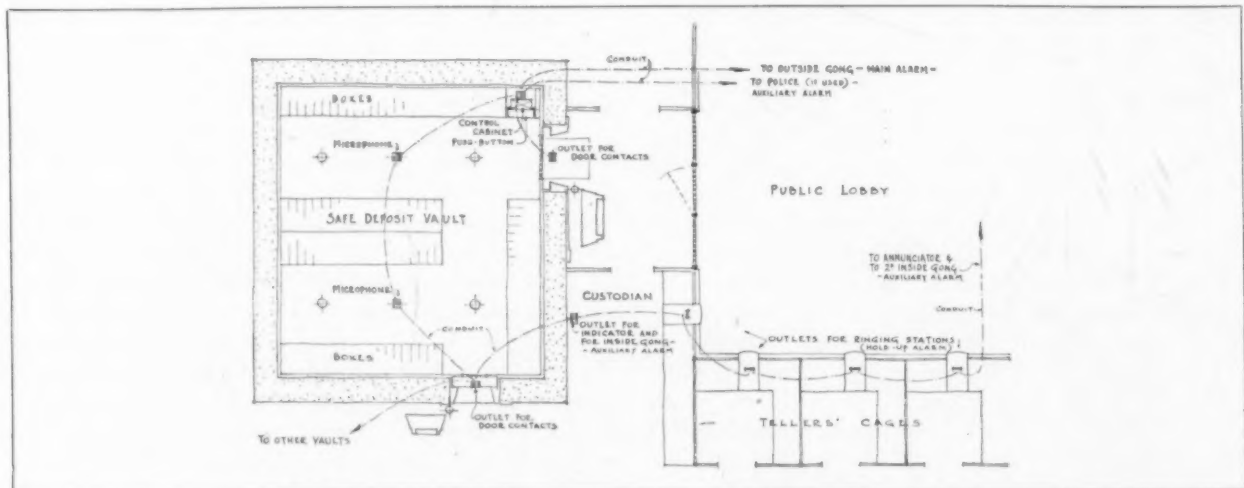 CONDUIT
TO OUTSIDE GONG - MAIN ALARM -
TO POLICE (IF USED) -
AUXILIARY ALARM
BOXES
CONTROL
CABINET
PUSH-BUTTON
MICROPHONE
OUTLET FOR
DOOR CONTACTS
PUBLIC LOBBY
SAFE DEPOSIT VAULT
TO ANNUNCIATOR &
TO 2ND INSIDE GONG
-AUXILIARY ALARM
MICROPHONE
CUSTODIAN
CONDUIT
CONDUIT
OUTLET FOR
INDICATOR AND
FOR INSIDE GONG-
-AUXILIARY ALARM
OUTLETS FOR RINGING STATIONS
(HOLD-UP ALARM)
BOXES
OUTLET FOR
DOOR CONTACTS
TELLERS' CAGES
TO OTHER VAULTS